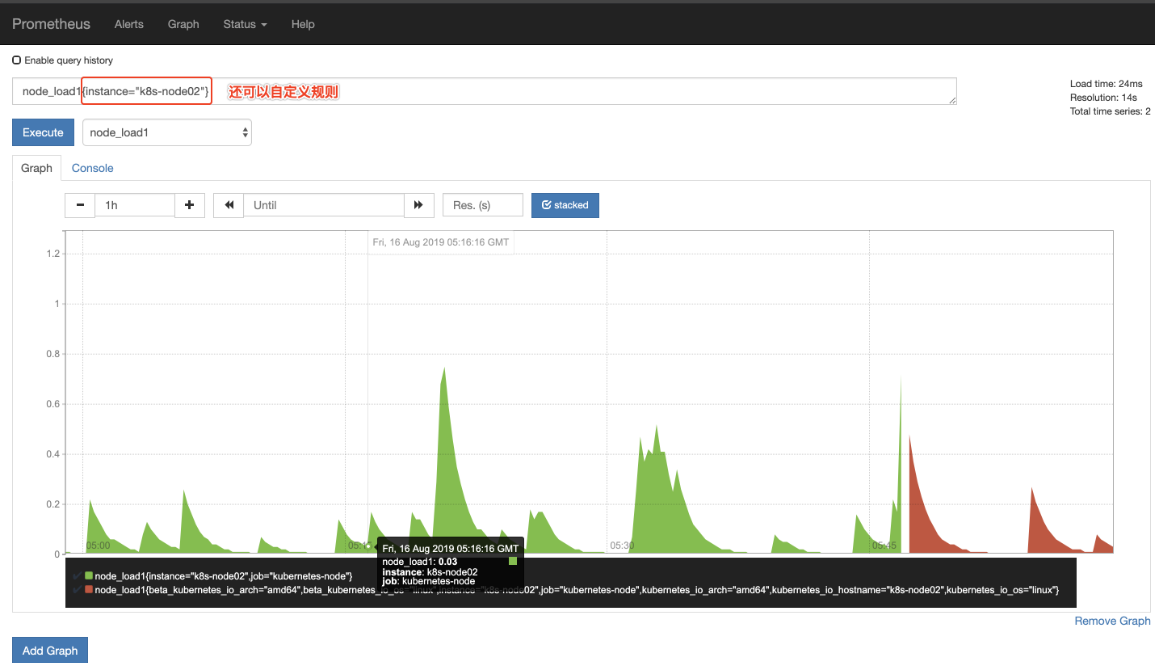 Prometheus Alerts Graph Status Help
Enable query history
node_load1{instance="k8s-node02"} 还可以自定义规则
Load time: 24ms
Resolution: 14s
Total time series: 2
Execute node_load1
Graph Console
1h Until Res. (s) stacked
Fri, 16 Aug 2019 05:16:16 GMT
1.2
1
0.8
0.6
0.4
0.2
0
05:00 05:30 05:45
Fri, 16 Aug 2019 05:16:16 GMT
node_load1: 0.03
instance: k8s-node02
job: kubernetes-node
node_load1{instance="k8s-node02",job="kubernetes-node"}
node_load1{beta_kubernetes_io_arch="amd64",beta_kubernetes_io_os="linux",instance="k8s-node02",job="kubernetes-node",kubernetes_io_arch="amd64",kubernetes_io_hostname="k8s-node02",kubernetes_io_os="linux"}
Remove Graph
Add Graph